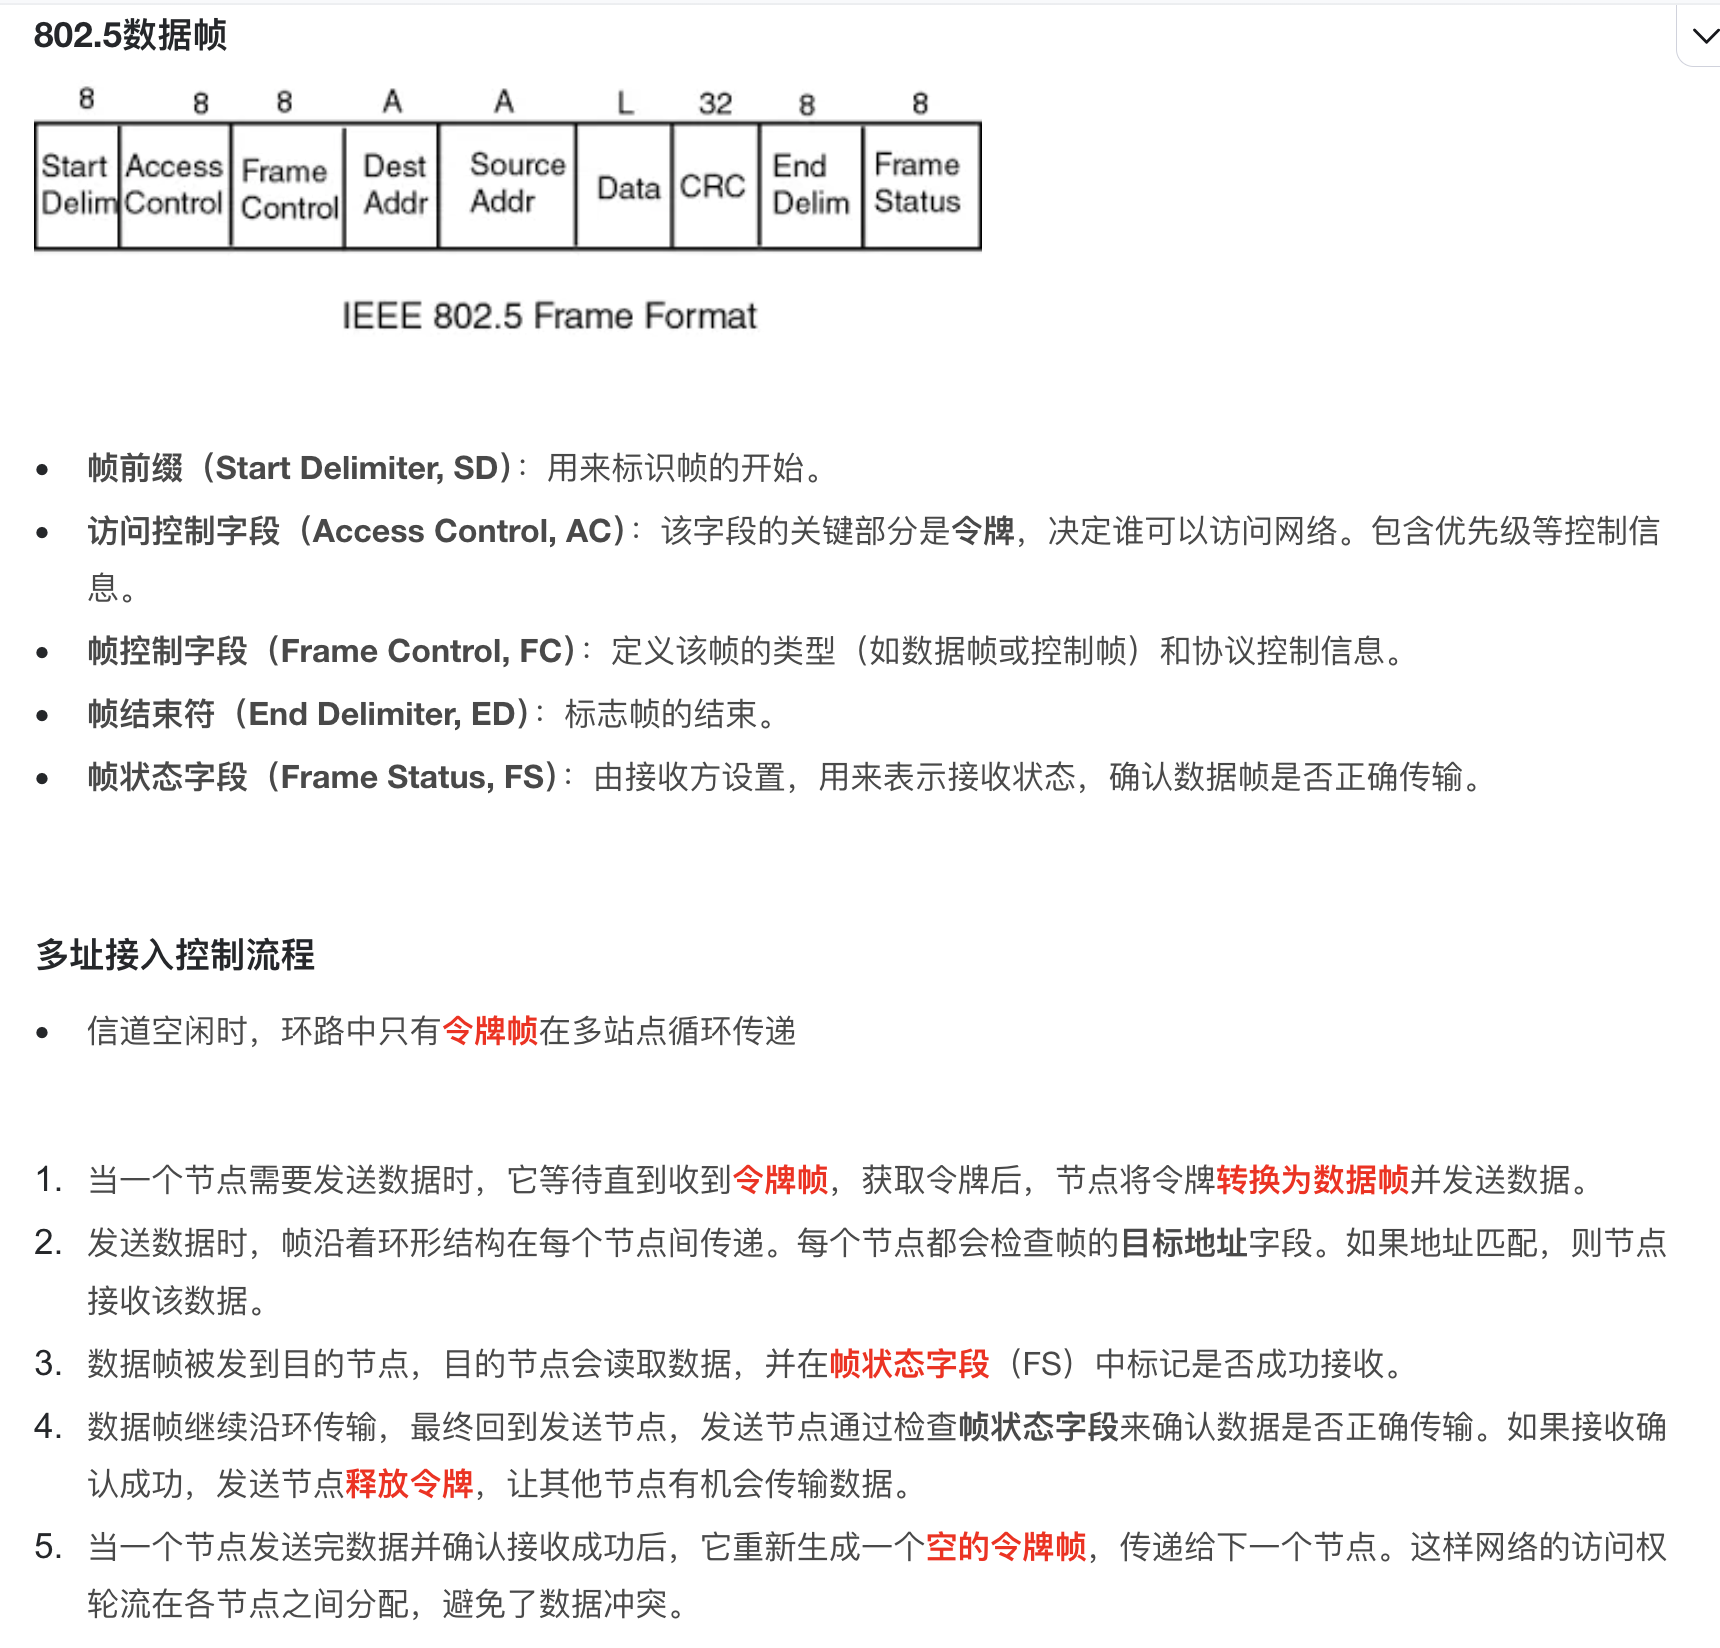 802.5数据帧
8 8 8 A A L 32 8 8
Start Delim Access Control Frame Control Dest Addr Source Addr Data CRC End Delim Frame Status
IEEE 802.5 Frame Format
• 帧前缀（Start Delimiter, SD）：用来标识帧的开始。
• 访问控制字段（Access Control, AC）：该字段的关键部分是令牌，决定谁可以访问网络。包含优先级等控制信
息。
• 帧控制字段（Frame Control, FC）：定义该帧的类型（如数据帧或控制帧）和协议控制信息。
• 帧结束符（End Delimiter, ED）：标志帧的结束。
• 帧状态字段（Frame Status, FS）：由接收方设置，用来表示接收状态，确认数据帧是否正确传输。
多址接入控制流程
• 信道空闲时，环路中只有令牌帧在多站点循环传递
1. 当一个节点需要发送数据时，它等待直到收到令牌帧，获取令牌后，节点将令牌转换为数据帧并发送数据。
2. 发送数据时，帧沿着环形结构在每个节点间传递。每个节点都会检查帧的目标地址字段。如果地址匹配，则节点
接收该数据。
3. 数据帧被发到目的节点，目的节点会读取数据，并在帧状态字段（FS）中标记是否成功接收。
4. 数据帧继续沿环传输，最终回到发送节点，发送节点通过检查帧状态字段来确认数据是否正确传输。如果接收确
认成功，发送节点释放令牌，让其他节点有机会传输数据。
5. 当一个节点发送完数据并确认接收成功后，它重新生成一个空的令牌帧，传递给下一个节点。这样网络的访问权
轮流在各节点之间分配，避免了数据冲突。